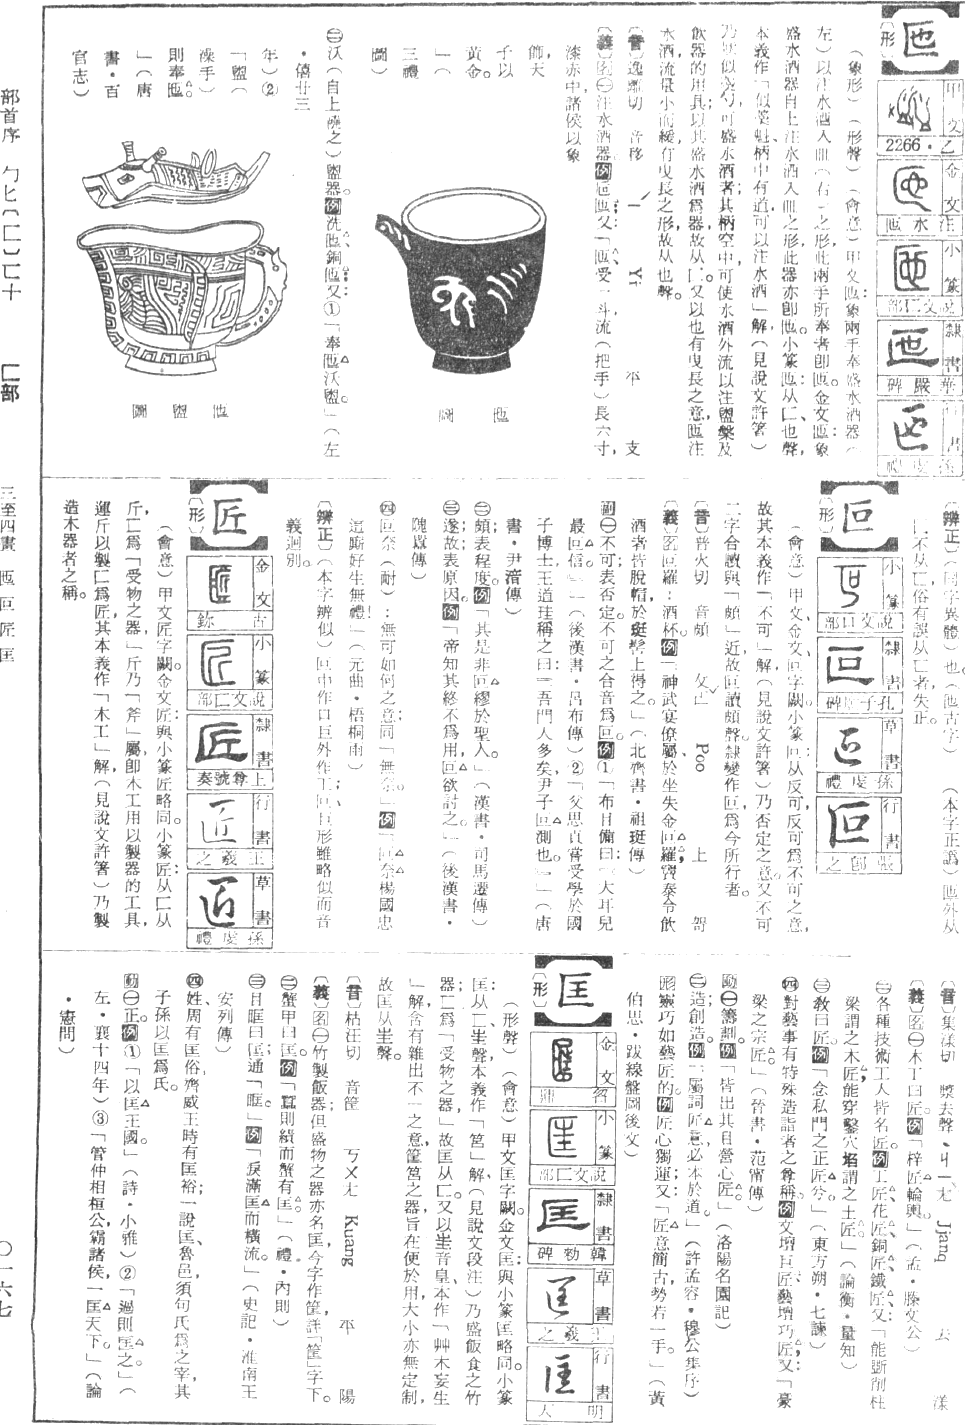 部首序　勹匕〔匚〕匸十　匚部
三至四畫　匜叵匠匡
〇一六七
匜
〔形〕
甲文
乙・2266
金文
注水匜
小篆
說文匚部
隸書
華嚴碑
孫虔禮
(象形)(形聲)(會意)甲文匜象兩手奉盛水酒器(
左)以注水酒入皿(右)之形,此兩手所奉者即匜。金文匜:象
盛水酒器自上注水酒入皿之形,此器亦即匜。小篆匜:从匚、也聲,
本義作「似羹魁,柄中有道,可以注水酒」解(見說文許箸)
乃狀似羹勺,可盛水酒者;其柄空中,可使水酒外流以注盥槃及
飲器的用具;以其盛水酒為器,故从匚。又以也有曳長之意,匜注
水酒,流徑小而緩,有曳長之形,故从也聲。
〔音〕逸離切　音移　ㄧˊ　Yi　平　支
〔義〕名㊀注水酒器。例匜匜;又「匜受一斗,流(把手)長六寸,
漆赤中,諸侯以象
飾,天
子以
黃金。
」(
三禮
圖)
㊁沃(自上澆之)盥器。例洗匜、銅匜;又:①「奉匜沃盥。」(左
・僖廿三
年)②
「盥(
澡手)
則奉匜。
」(唐
書・百
官志)
匜圖
匜盥圖
〔辨正〕(同字異體)也。(匜古字)　(本字正譌)匜外从
匚不从匸,俗有誤从匸者,失正。
叵
〔形〕
小篆
說文口部
隸書
孔子廟碑
草書
孫虔禮
行書
張即之
(會意)甲文、金文叵字闕。小篆叵:从反可,反可為不可之意,
故其本義作「不可」解(見說文許箸)乃否定之意。又不可
二字合讀與「頗」近,故叵讀頗聲。隸變作叵,為今所行者。
〔音〕普火切　音頗　ㄆㄛˇ　Poo　上　哿
〔義〕名叵羅:酒杯。例「神武宴僚屬,於坐失金叵羅,竇泰令飲
酒者皆脫帽,於珽髻上得之。」(北齊書・祖珽傳)
副㊀不可;表否定。不可之合音為叵。例①「布目備曰:『大耳兒
最叵信。』」(後漢書・呂布傳)②「父思貞嘗受學於國
子博士王道珪,稱之曰:『吾門人多矣,尹子叵測也。』」(唐
書・尹愔傳)
㊁頗;表程度。例「其是非叵繆於聖人。」(漢書・司馬遷傳)
㊂遂;故;表原因。例「帝知其終不為用,叵欲討之。」(後漢書・
隗囂傳)
㊃叵奈(耐):無可如何之意;同「無奈。」例「叵奈楊國忠
這廝好生無禮!」(元曲・梧桐雨)
〔辨正〕(本字辨似)叵中作口,巨外作工;叵、巨形雖略似而音
義迥別。
匠
〔形〕
金文
古鉨
小篆
說文匚部
隸書
上尊號奏
行書
王羲之
草書
孫虔禮
(會意)甲文匠字闕。金文匠:與小篆匠略同。小篆匠:从匚从
斤,匚為「受物之器,」斤乃「斧」屬,即木工用以製器的工具,
運斤以製匚為匠,其本義作「木工」解(見說文許箸)乃製
造木器者之稱。
〔音〕集漾切　漿去聲　ㄐㄧㄤˋ　Jianq　去　漾
〔義〕名㊀木工曰匠。例「梓匠輪輿。」(孟・滕文公)
㊁各種技術工人皆名匠。例工匠、花匠、銅匠、鐵匠;又「能斲削柱
梁謂之木匠,能穿鑿穴埳謂之土匠。」(論衡・量知)
㊂教曰匠。例「念私門之正匠兮。」(東方朔・七諫)
㊃對藝事有特殊造詣者之尊稱。例文壇巨匠、藝壇巧匠;又「豪
梁之宗匠。」(晉書・范甯傳)
動㊀籌劃。例「皆出其目營心匠。」(洛陽名園記)
㊁造;創造。例「屬詞匠意,必本於道。」(許孟容・穆公集序)
形靈巧如藝匠的。例匠心獨運;又「匠意簡古,勢若一手。」(黃
伯思・跋線盤圖後文)
匡
〔形〕
金文
小篆
說文匚部
隸書
韓勑碑
草書
王羲之
行書
明人
(形聲)(會意)甲文匡字闕。金文匡:與小篆匡略同。小篆
匡:从匚、㞷聲,本義作「筥」解(見說文段注)乃盛飯食之竹
器;匚為「受物之器,」故匡从匚。又以㞷音皇,本作「艸木妄生
」解,含有雜出不一之意,筐筥之器旨在便於用,大小亦無定制,
故匡从㞷聲。
〔音〕枯汪切　音筐　ㄎㄨㄤ　Kuang　平　陽
〔義〕名㊀竹製飯器,但盛物之器亦名匡。今字作筐,詳「筐」字下。
㊁蟹甲曰匡。例「蠶則績而蟹有匡。」(禮・內則)
㊂目眶曰匡;通「眶。」例「淚滿匡而橫流。」(史記・淮南王
安列傳)
㊃姓。周有匡俗,齊威王時有匡裕;一說匡、魯邑,須句氏為之宰,其
子孫以匡為氏。
動㊀正。例①「以匡王國。」(詩・小雅)②「過則匡之。」(
左・襄十四年)③「管仲相桓公,霸諸侯,一匡天下。」(論
・憲問)